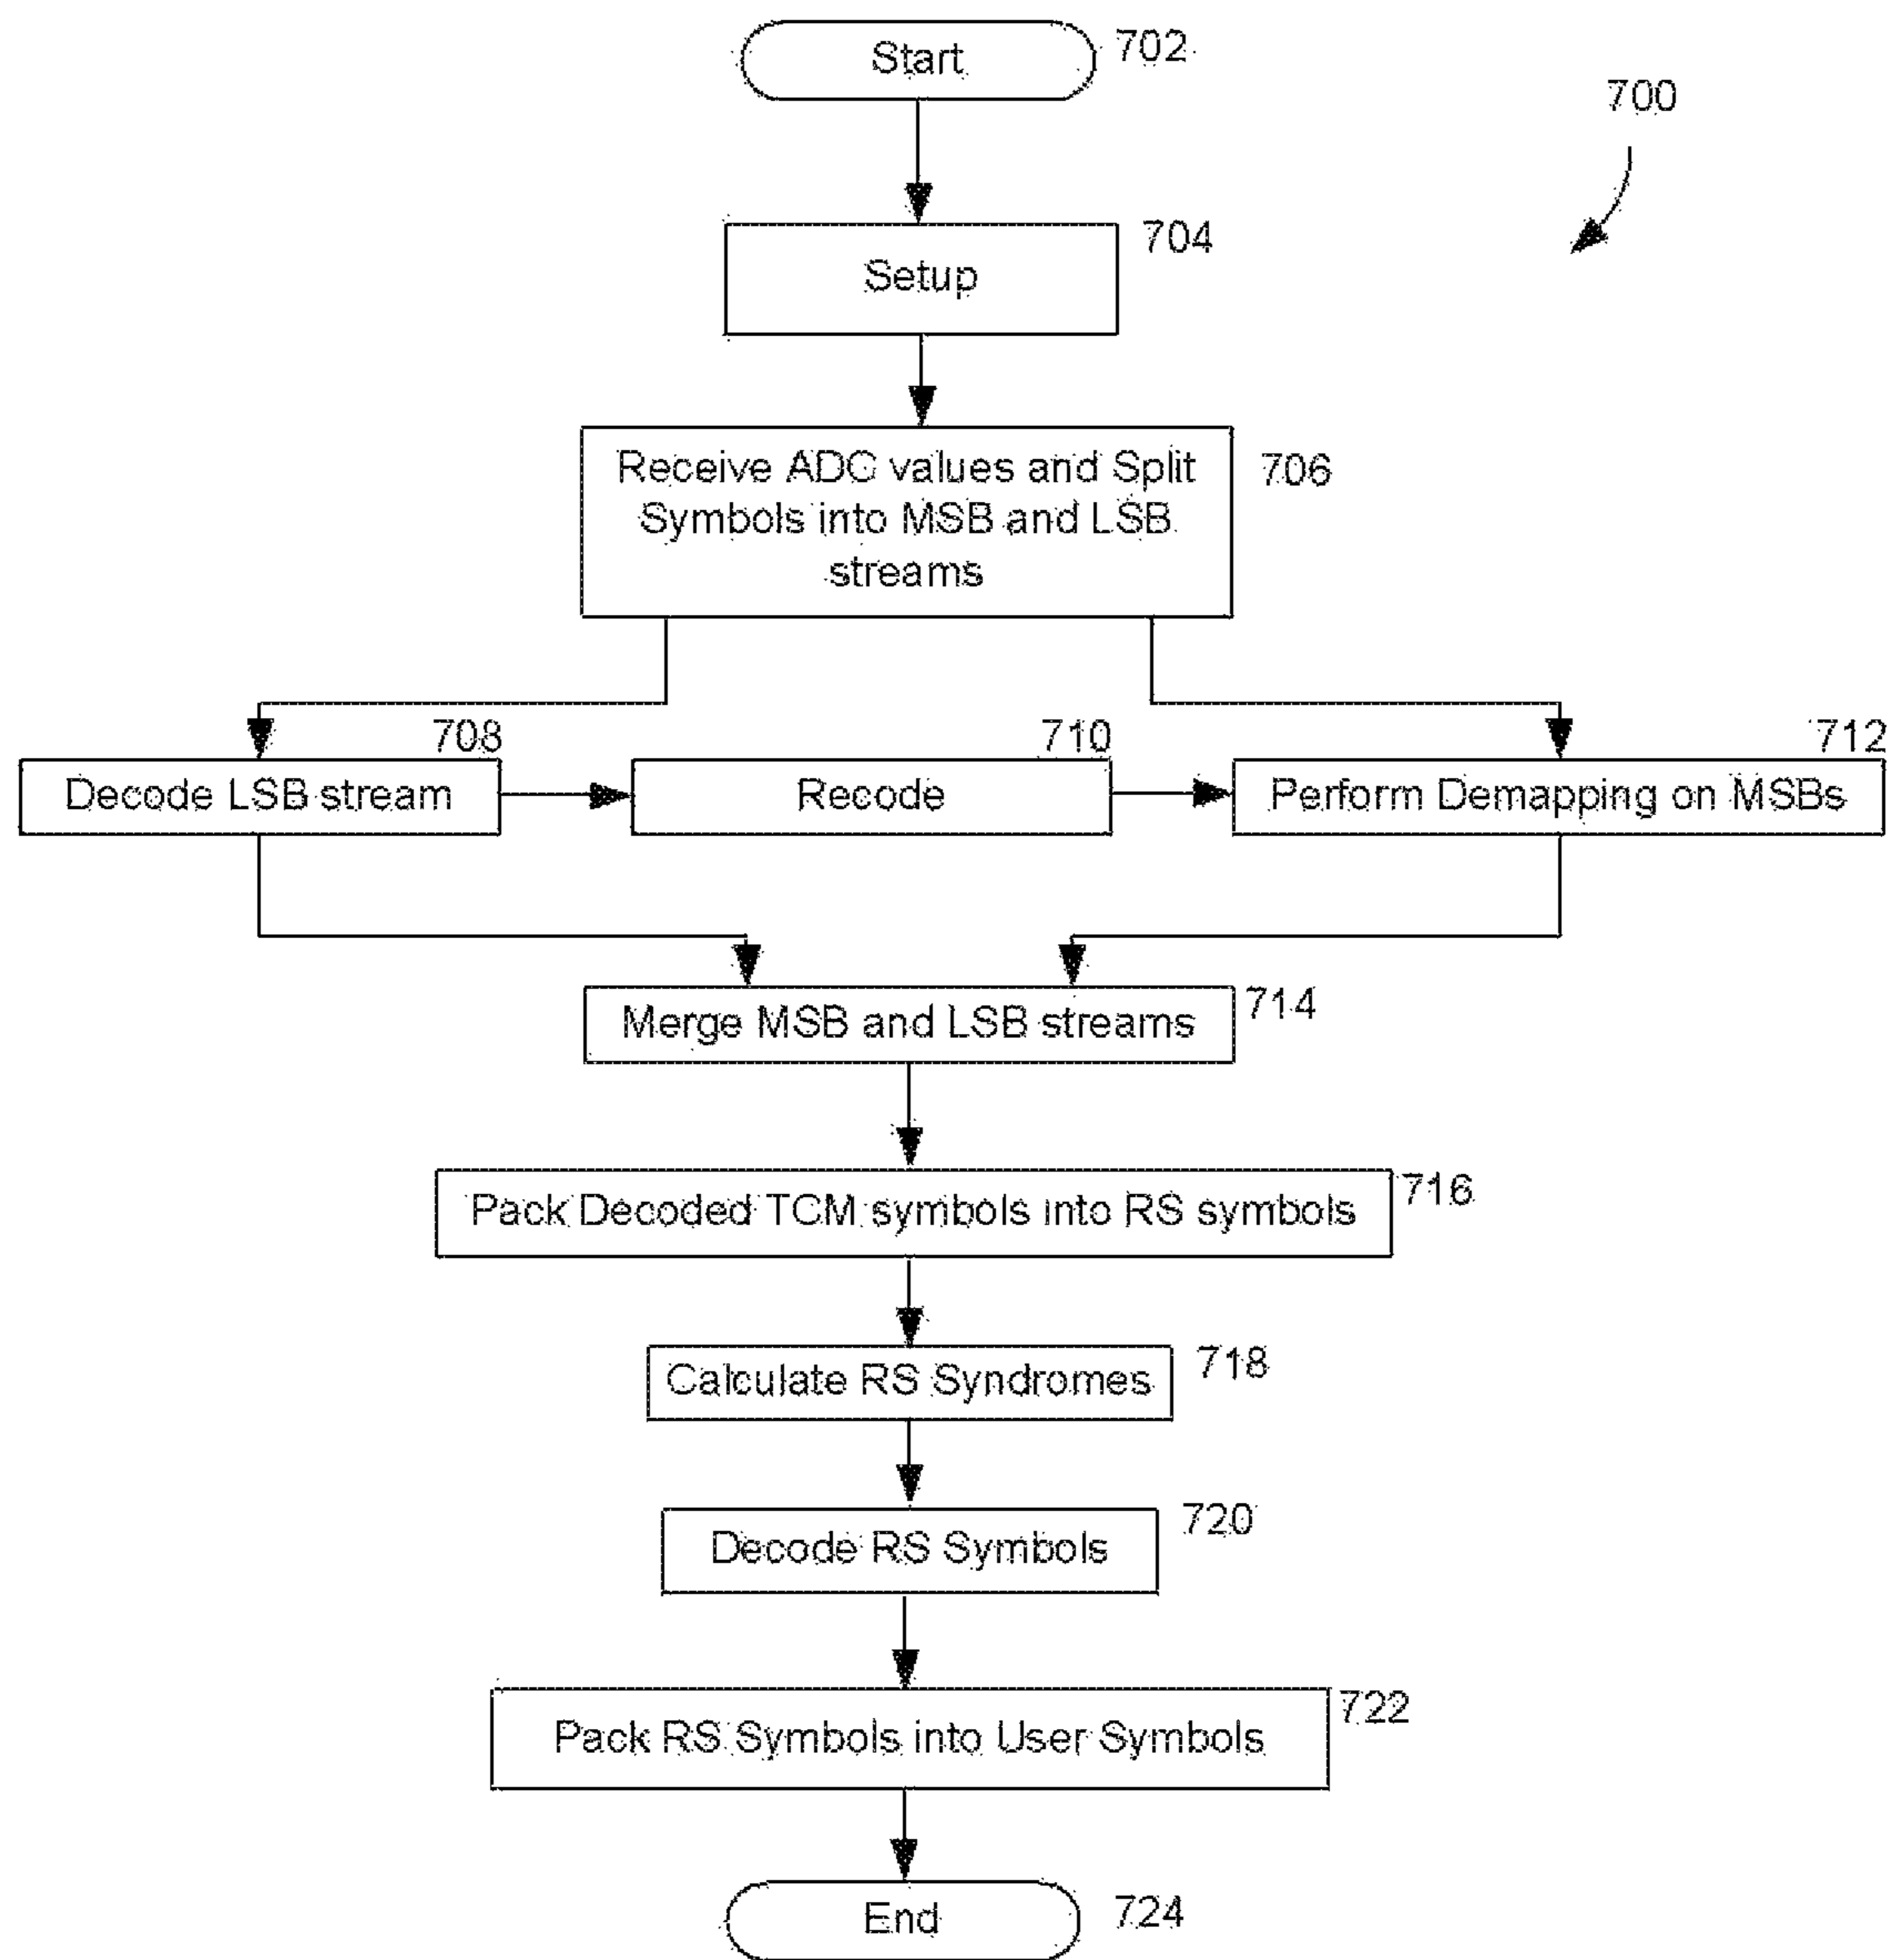 Start
702
700
704
Setup
Receive ADC values and Split
Symbols into MSB and LSB
streams
706
708
710
712
Decode LSB stream
Recode
Perform Demapping on MSBs
714
Merge MSB and LSB streams
716
Pack Decoded TCM symbols into RS symbols
718
Calculate RS Syndromes
720
Decode RS Symbols
722
Pack RS Symbols into User Symbols
End
724